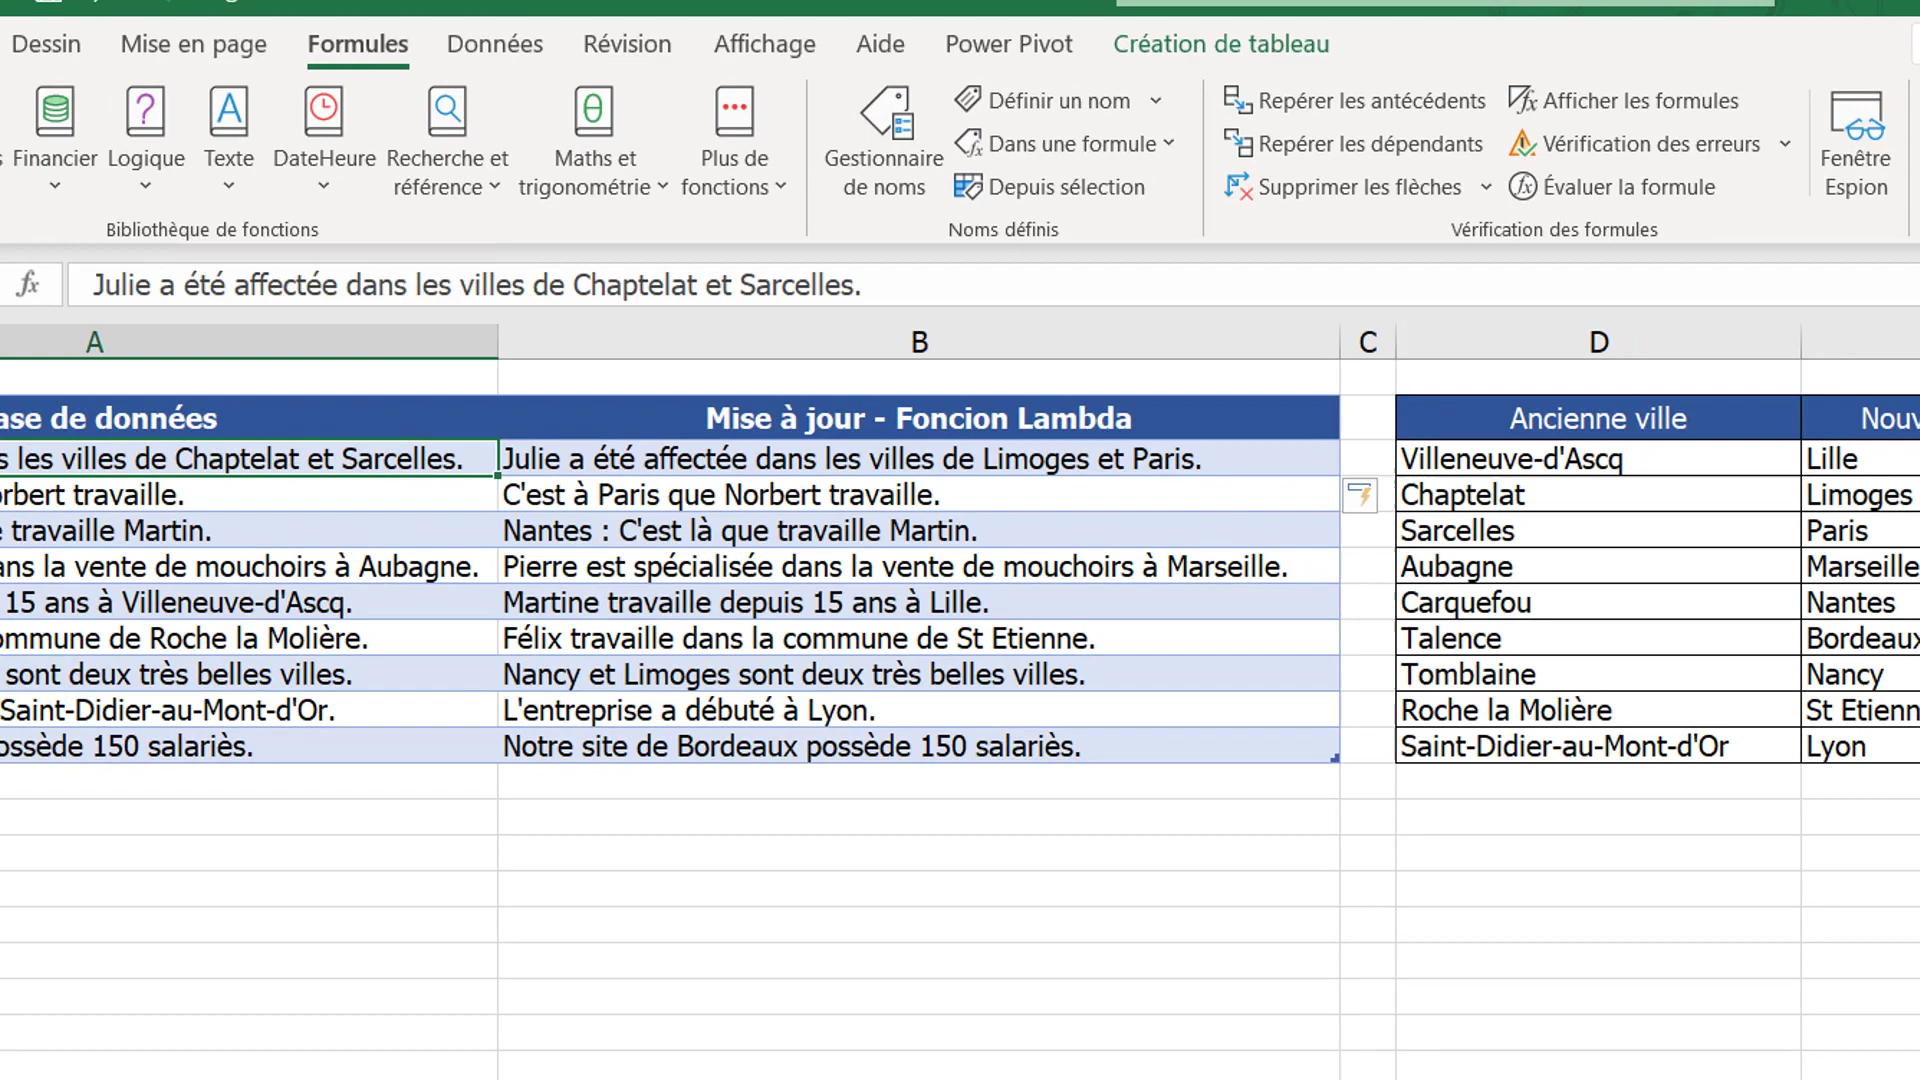 Dessin Mise en page Formules Données Révision Affichage Aide Power Pivot Création de tableau
Financier Logique Texte DateHeure Recherche et référence Maths et trigonométrie Plus de fonctions
Bibliothèque de fonctions
Gestionnaire de noms
Définir un nom
Dans une formule
Depuis sélection
Noms définis
Repérer les antécédents
Repérer les dépendants
Supprimer les flèches
Afficher les formules
Vérification des erreurs
Évaluer la formule
Vérification des formules
Fenêtre Espion
fx Julie a été affectée dans les villes de Chaptelat et Sarcelles.
A B C D
de données Mise à jour - Foncion Lambda Ancienne ville
les villes de Chaptelat et Sarcelles. Julie a été affectée dans les villes de Limoges et Paris. Villeneuve-d'Ascq Lille
travaille. C'est à Paris que Norbert travaille. Chaptelat Limoges
travaille Martin. Nantes : C'est là que travaille Martin. Sarcelles Paris
la vente de mouchoirs à Aubagne. Pierre est spécialisée dans la vente de mouchoirs à Marseille. Aubagne Marseille
15 ans à Villeneuve-d'Ascq. Martine travaille depuis 15 ans à Lille. Carquefou Nantes
de Roche la Molière. Félix travaille dans la commune de St Etienne. Talence Bordeaux
sont deux très belles villes. Nancy et Limoges sont deux très belles villes. Tomblaine Nancy
Saint-Didier-au-Mont-d'Or. L'entreprise a débuté à Lyon. Roche la Molière St
150 salariès. Notre site de Bordeaux possède 150 salariès. Saint-Didier-au-Mont-d'Or Lyon